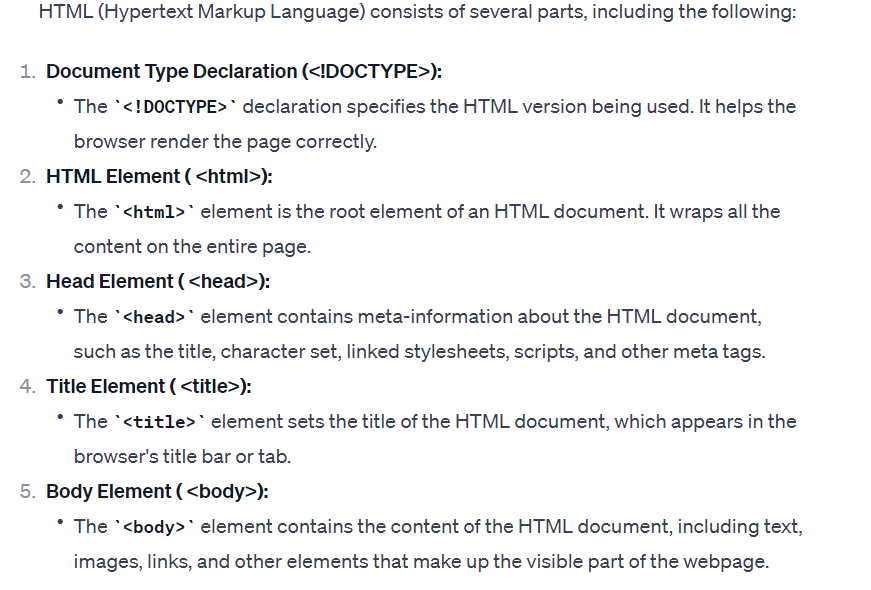 HTML (Hypertext Markup Language) consists of several parts, including the following:
1. Document Type Declaration (<!DOCTYPE>):
• The `<!DOCTYPE>` declaration specifies the HTML version being used. It helps the
browser render the page correctly.
2. HTML Element ( <html>):
• The `<html>` element is the root element of an HTML document. It wraps all the
content on the entire page.
3. Head Element ( <head>):
• The `<head>` element contains meta-information about the HTML document,
such as the title, character set, linked stylesheets, scripts, and other meta tags.
4. Title Element ( <title>):
• The `<title>` element sets the title of the HTML document, which appears in the
browser's title bar or tab.
5. Body Element ( <body>):
• The `<body>` element contains the content of the HTML document, including text,
images, links, and other elements that make up the visible part of the webpage.